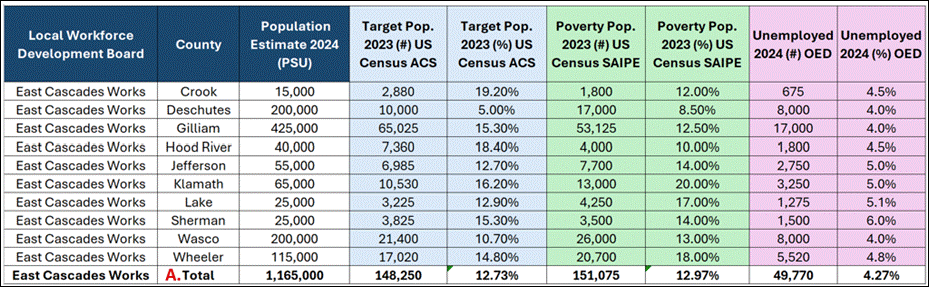 Local Workforce Development Board County Population Estimate 2024 (PSU) Target Pop. 2023 (#) US Census ACS Target Pop. 2023 (%) US Census ACS Poverty Pop. 2023 (#) US Census SAIPE Poverty Pop. 2023 (%) US Census SAIPE Unemployed 2024 (#) OED Unemployed 2024 (%) OED
East Cascades Works Crook 15,000 2,880 19.20% 1,800 12.00% 675 4.5%
East Cascades Works Deschutes 200,000 10,000 5.00% 17,000 8.50% 8,000 4.0%
East Cascades Works Gilliam 425,000 65,025 15.30% 53,125 12.50% 17,000 4.0%
East Cascades Works Hood River 40,000 7,360 18.40% 4,000 10.00% 1,800 4.5%
East Cascades Works Jefferson 55,000 6,985 12.70% 7,700 14.00% 2,750 5.0%
East Cascades Works Klamath 65,000 10,530 16.20% 13,000 20.00% 3,250 5.0%
East Cascades Works Lake 25,000 3,225 12.90% 4,250 17.00% 1,275 5.1%
East Cascades Works Sherman 25,000 3,825 15.30% 3,500 14.00% 1,500 6.0%
East Cascades Works Wasco 200,000 21,400 10.70% 26,000 13.00% 8,000 4.0%
East Cascades Works Wheeler 115,000 17,020 14.80% 20,700 18.00% 5,520 4.8%
East Cascades Works A. Total 1,165,000 148,250 12.73% 151,075 12.97% 49,770 4.27%